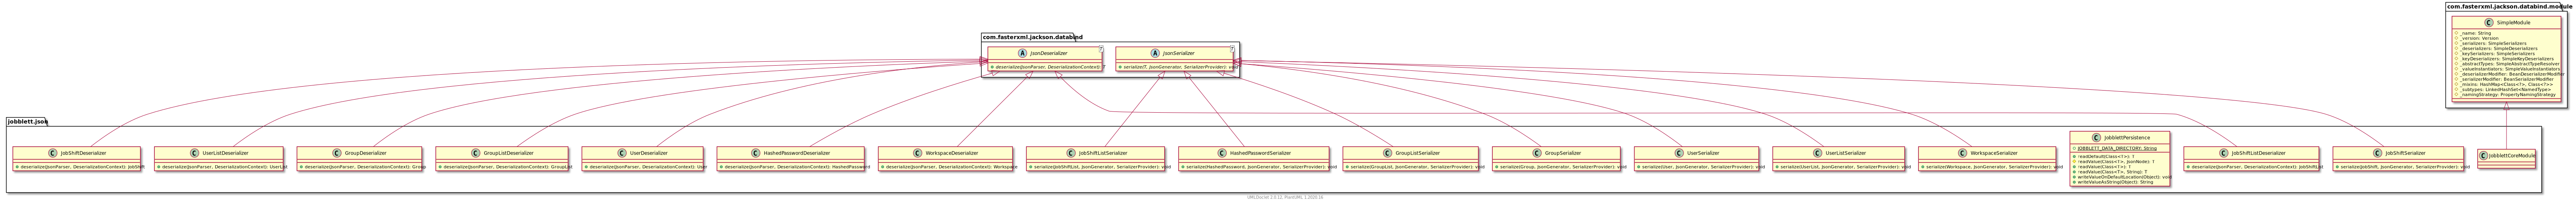 com.fasterxml.jackson.databind.module
C SimpleModule
_name: String
_version: Version
_serializers: SimpleSerializers
_deserializers: SimpleDeserializers
_keySerializers: SimpleSerializers
_keyDeserializers: SimpleKeyDeserializers
_abstractTypes: SimpleAbstractTypeResolver
_valueInstantiators: SimpleValueInstantiators
_deserializerModifier: BeanDeserializerModifier
_serializerModifier: BeanSerializerModifier
_mixins: HashMap<Class<?>, Class<?>>
_subtypes: LinkedHashSet<NamedType>
_namingStrategy: PropertyNamingStrategy
com.fasterxml.jackson.databind
A JsonDeserializer T
deserialize(JsonParser, DeserializationContext): T
A JsonSerializer T
serialize(T, JsonGenerator, SerializerProvider): void
jobblett.json
C JobShiftDeserializer
deserialize(JsonParser, DeserializationContext): JobShift
C UserListDeserializer
deserialize(JsonParser, DeserializationContext): UserList
C GroupDeserializer
deserialize(JsonParser, DeserializationContext): Group
C GroupListDeserializer
deserialize(JsonParser, DeserializationContext): GroupList
C UserDeserializer
deserialize(JsonParser, DeserializationContext): User
C HashedPasswordDeserializer
deserialize(JsonParser, DeserializationContext): HashedPassword
C WorkspaceDeserializer
deserialize(JsonParser, DeserializationContext): Workspace
C JobShiftListSerializer
serialize(JobShiftList, JsonGenerator, SerializerProvider): void
C HashedPasswordSerializer
serialize(HashedPassword, JsonGenerator, SerializerProvider): void
C GroupListSerializer
serialize(GroupList, JsonGenerator, SerializerProvider): void
C GroupSerializer
serialize(Group, JsonGenerator, SerializerProvider): void
C UserSerializer
serialize(User, JsonGenerator, SerializerProvider): void
C UserListSerializer
serialize(UserList, JsonGenerator, SerializerProvider): void
C WorkspaceSerializer
serialize(Workspace, JsonGenerator, SerializerProvider): void
C JobblettPersistence
JOBBLETT_DATA_DIRECTORY: String
readDefault(Class<T>): T
readValue(Class<T>, JsonNode): T
readValue(Class<T>): T
readValue(Class<T>, String): T
writeValueOnDefaultLocation(Object): void
writeValueAsString(Object): String
C JobShiftListDeserializer
deserialize(JsonParser, DeserializationContext): JobShiftList
C JobShiftSerializer
serialize(JobShift, JsonGenerator, SerializerProvider): void
C JobblettCoreModule
UMLDoclet 2.0.12, PlantUML 1.2020.16